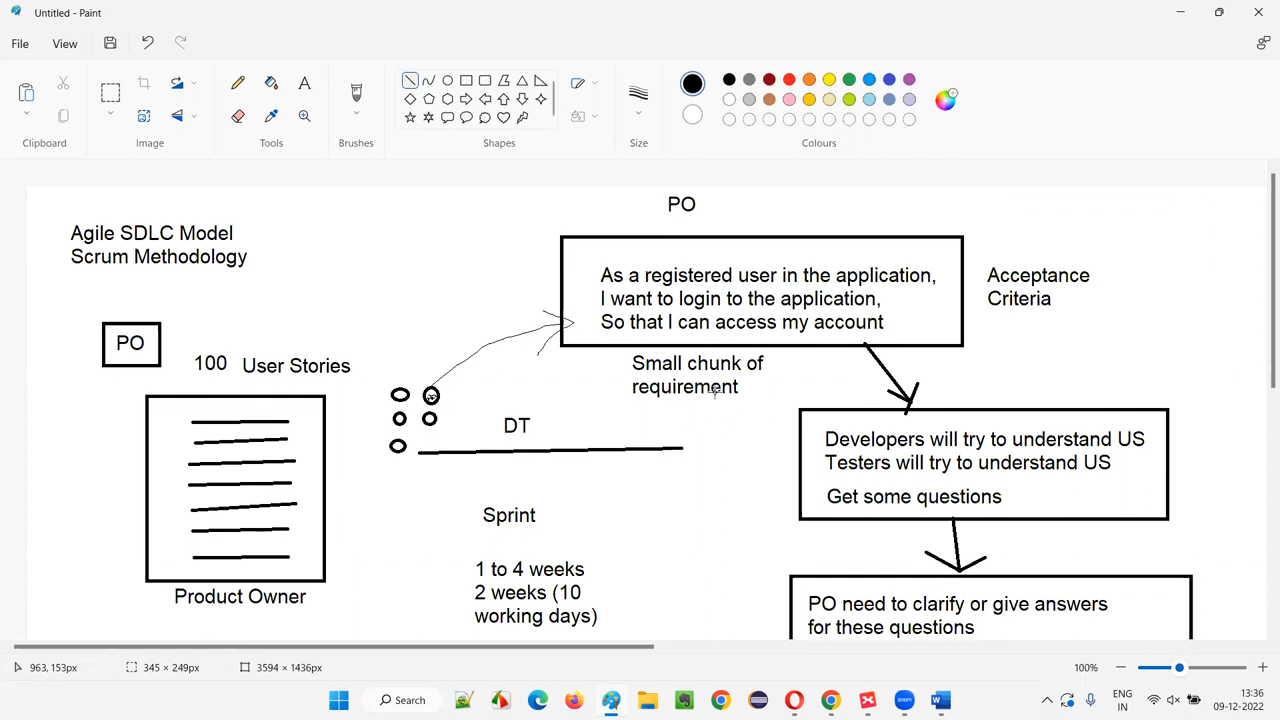 Untitled - Paint
File
View
Clipboard
Image
Tools
Brushes
Shapes
Size
Colours
PO
Agile SDLC Model
Scrum Methodology
As a registered user in the application,
I want to login to the application,
So that I can access my account
Acceptance
Criteria
PO
100 User Stories
Small chunk of
requirement
DT
Developers will try to understand US
Testers will try to understand US
Get some questions
Sprint
1 to 4 weeks
2 weeks (10
working days)
Product Owner
PO need to clarify or give answers
for these questions
963, 153px
345 × 249px
3594 × 1436px
100%
Search
zoom
ENG
IN
13:36
09-12-2022